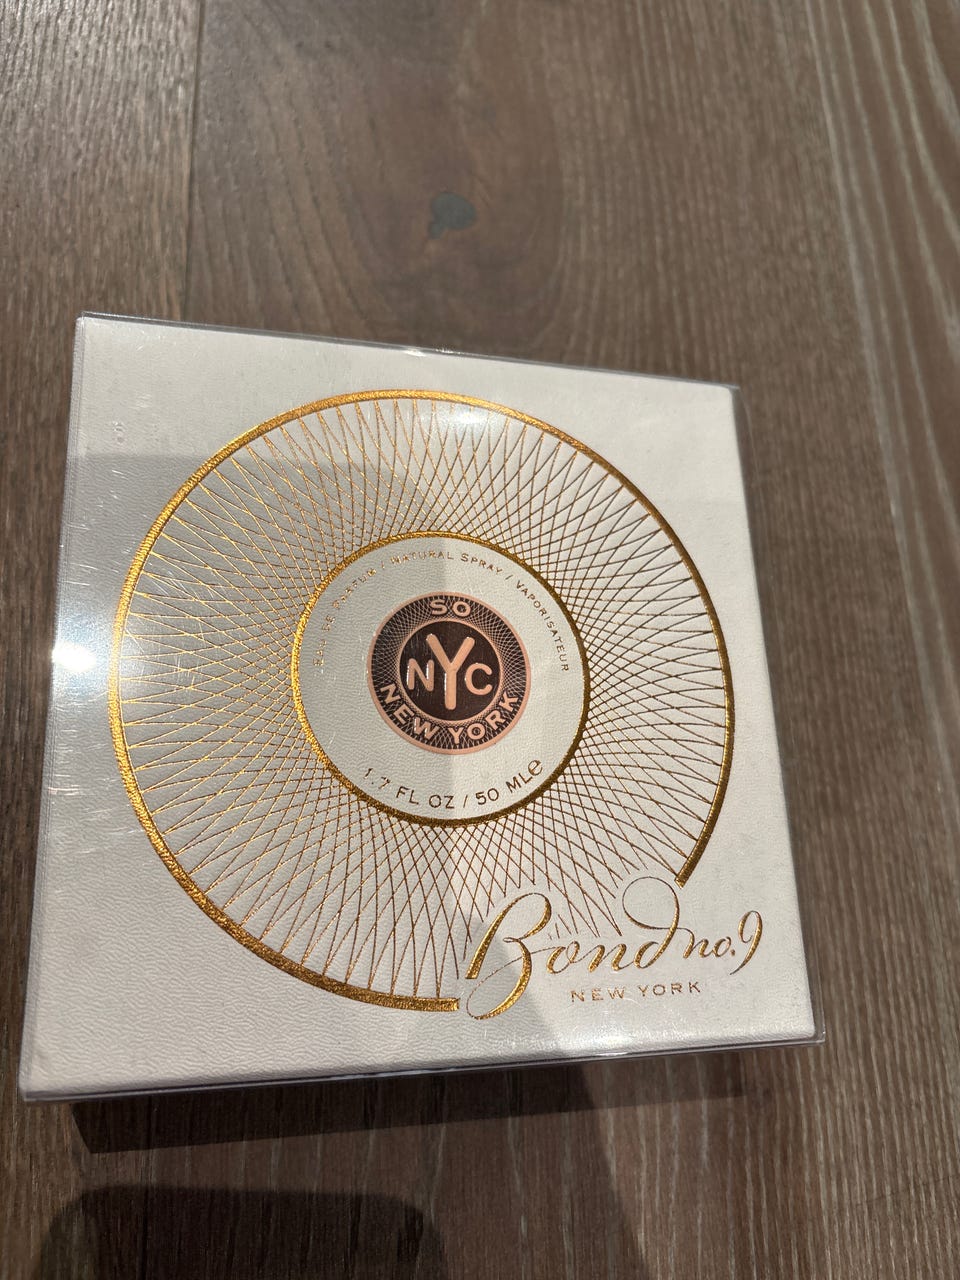 EAU DE PARFUM / NATURAL SPRAY / VAPORISATEUR
SO
NYC
NEW YORK
1.7 FL OZ / 50 ML℮
Bond no.9
NEW YORK